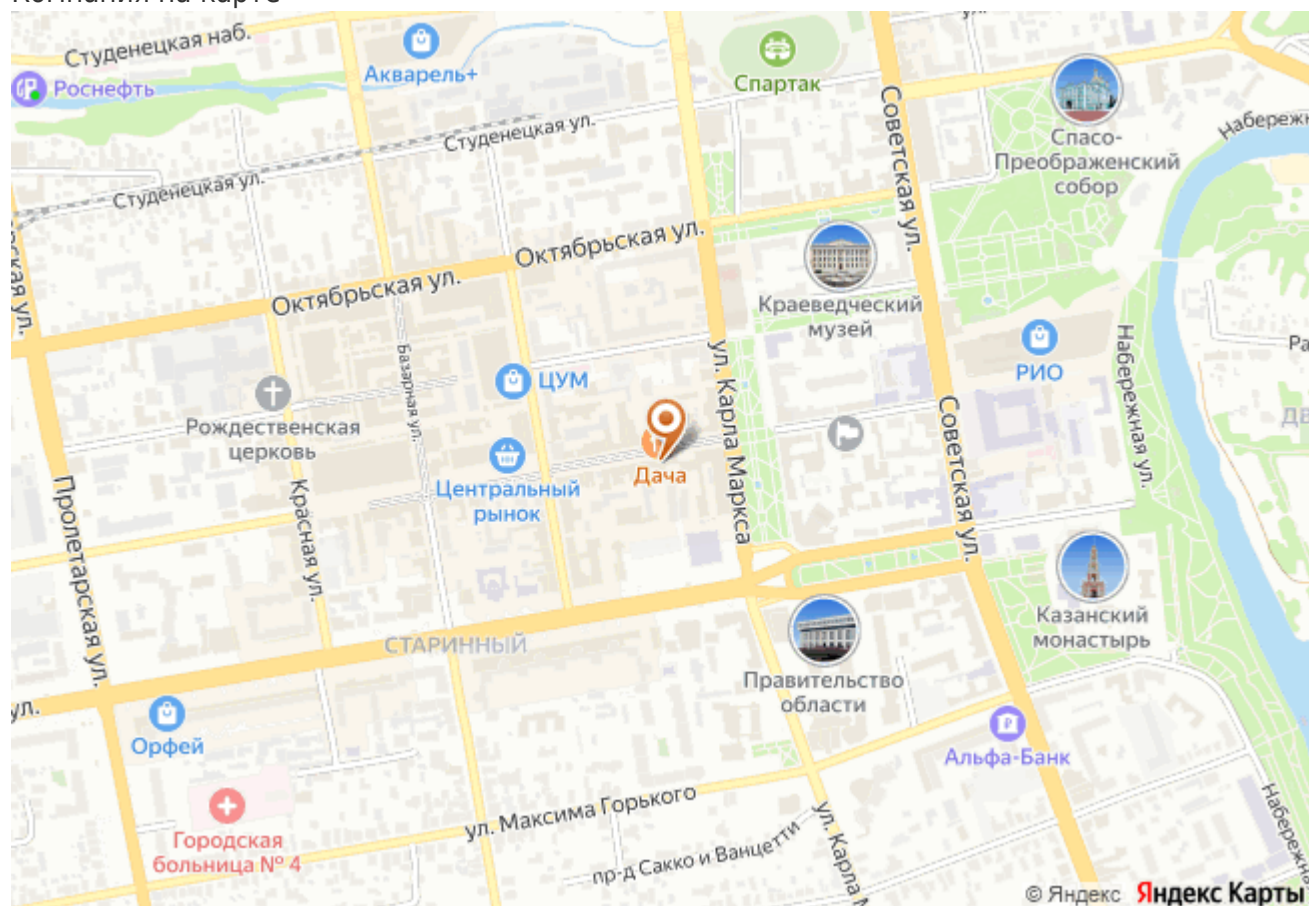 Студенецкая наб.
Акварель+
Роснефть
Спартак
Студенецкая ул.
Студенецкая ул.
Советская ул.
Спасо-
Преображенский
собор
Октябрьская ул.
Октябрьская ул.
Краеведческий
музей
РИО
Набережная ул.
Базарная ул.
ЦУМ
ул. Карла Маркса
Рождественская
церковь
Центральный
рынок
Дача
Советская ул.
Красная ул.
Пролетарская ул.
СТАРИННЫЙ
Казанский
монастырь
Правительство
области
ул.
Орфей
Альфа-Банк
ул. Максима Горького
Городская
больница № 4
пр-д Сакко и Ванцетти
ул. Карла М
© Яндекс Яндекс Карты